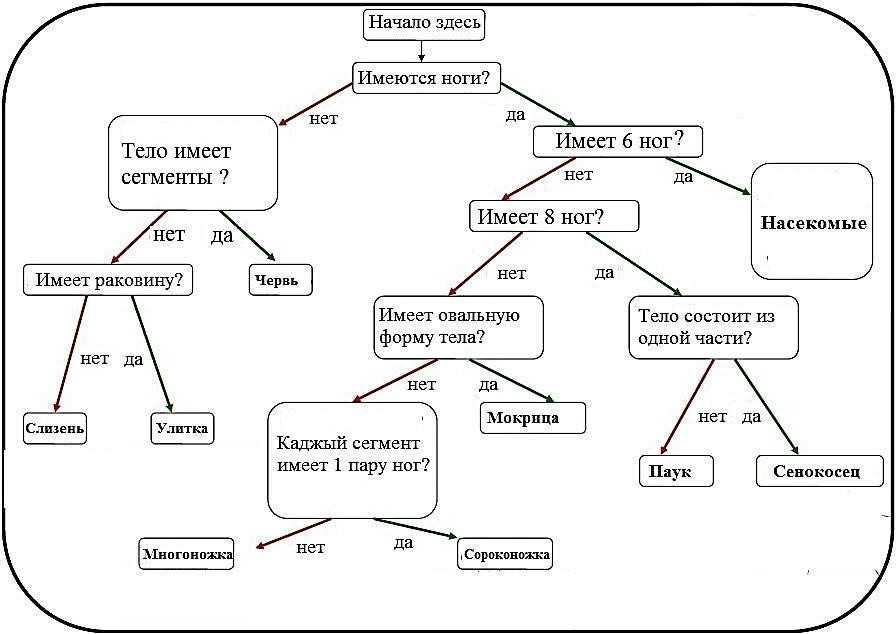 Начало здесь
Имеются ноги?
нет
да
Тело имеет
сегменты ?
Имеет 6 ног?
нет
да
Имеет 8 ног?
Насекомые
нет
да
Имеет раковину?
Червь
нет
да
Имеет овальную
форму тела?
Тело состоит из
одной части?
нет
да
нет
да
нет
да
Слизень
Улитка
Каджый сегмент
имеет 1 пару ног?
Мокрица
Паук
Сенокосец
нет
да
Многоножка
Сороконожка